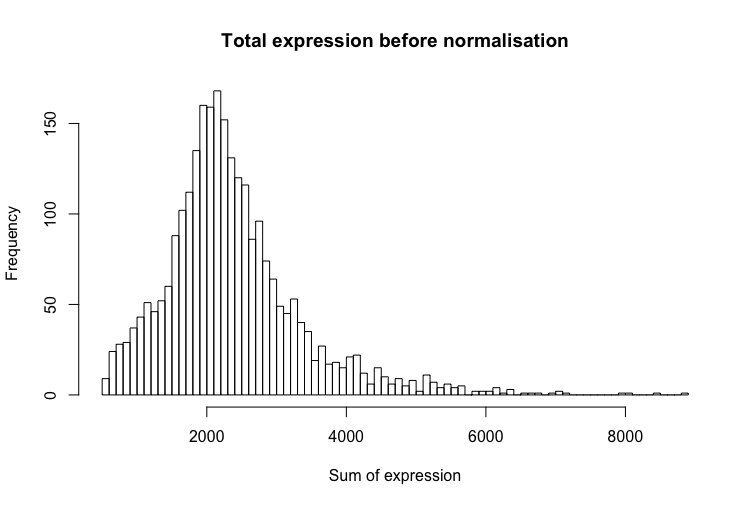 Total expression before normalisation
Frequency
150
100
50
0
2000 4000 6000 8000
Sum of expression